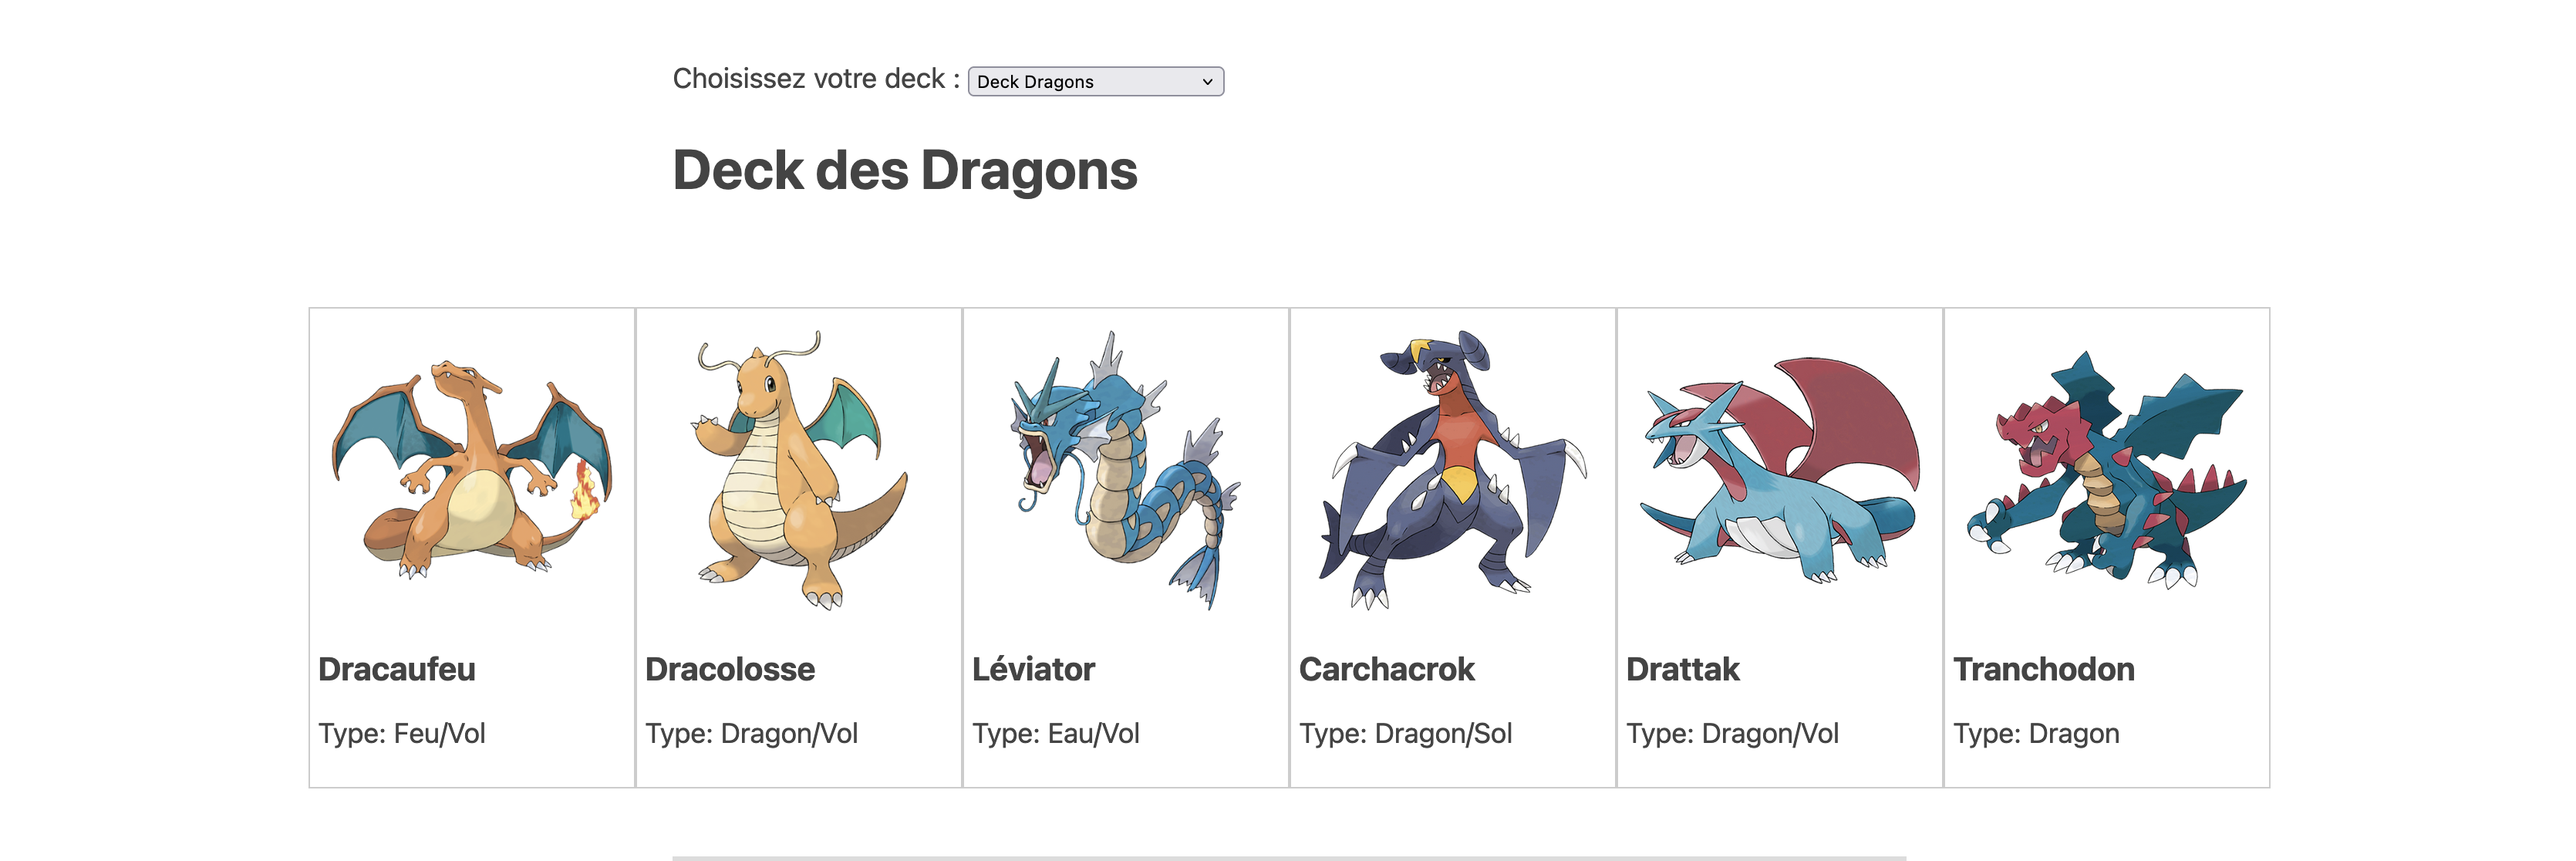 Choisissez votre deck : Deck Dragons
Deck des Dragons
Dracaufeu
Type: Feu/Vol
Dracolosse
Type: Dragon/Vol
Léviator
Type: Eau/Vol
Carchacrok
Type: Dragon/Sol
Drattak
Type: Dragon/Vol
Tranchodon
Type: Dragon